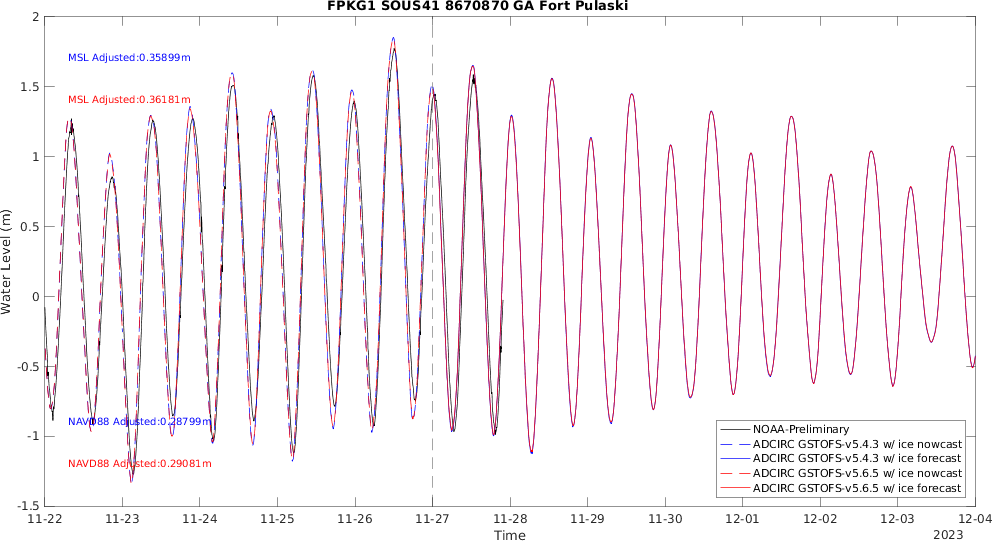 FPKG1 SOUS41 8670870 GA Fort Pulaski
2
1.5
1
0.5
0
-0.5
-1
-1.5
Water Level (m)
MSL Adjusted:0.35899m
MSL Adjusted:0.36181m
NAVD88 Adjusted:0.28799m
NAVD88 Adjusted:0.29081m
NOAA-Preliminary
ADCIRC GSTOFS-v5.4.3 w/ ice nowcast
ADCIRC GSTOFS-v5.4.3 w/ ice forecast
ADCIRC GSTOFS-v5.6.5 w/ ice nowcast
ADCIRC GSTOFS-v5.6.5 w/ ice forecast
11-22 11-23 11-24 11-25 11-26 11-27 11-28 11-29 11-30 12-01 12-02 12-03 12-04
Time
2023